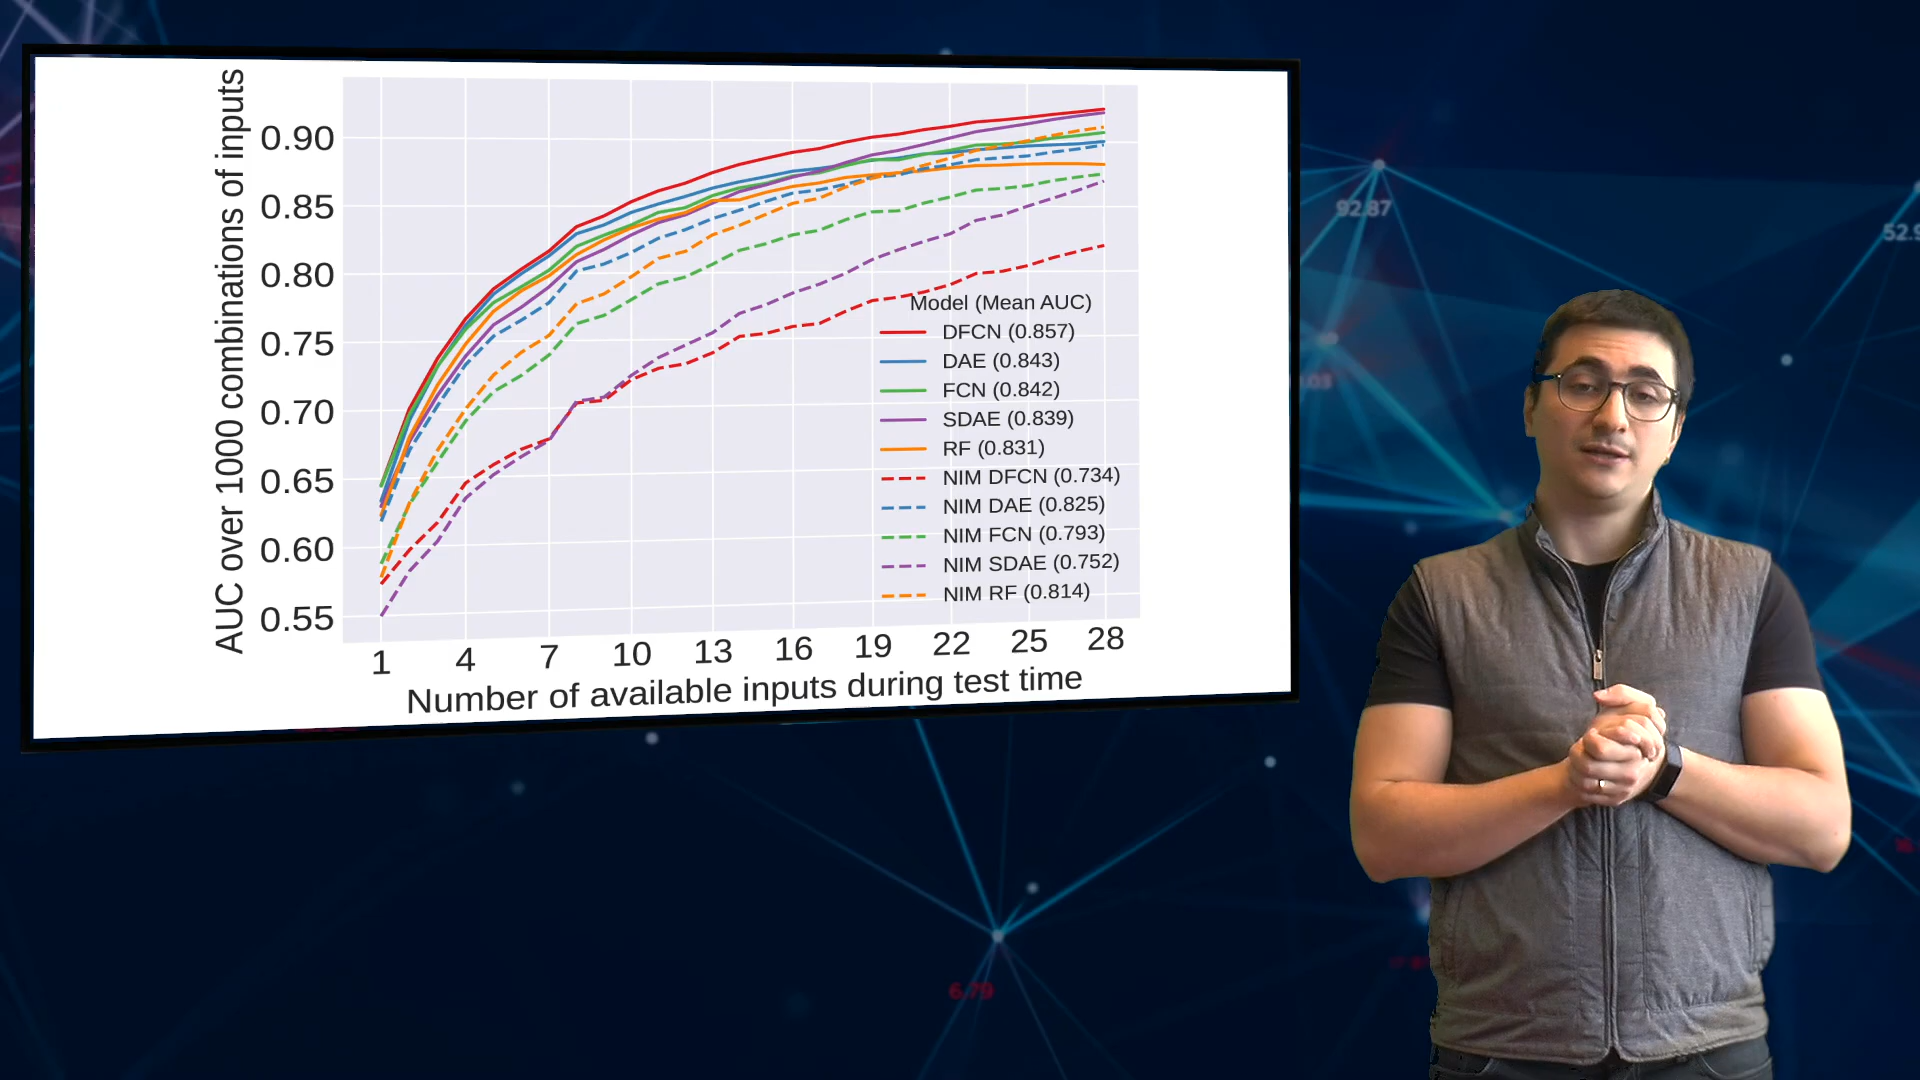 AUC over 1000 combinations of inputs
0.90
0.85
0.80
0.75
0.70
0.65
0.60
0.55
Model (Mean AUC)
DFCN (0.857)
DAE (0.843)
FCN (0.842)
SDAE (0.839)
RF (0.831)
NIM DFCN (0.734)
NIM DAE (0.825)
NIM FCN (0.793)
NIM SDAE (0.752)
NIM RF (0.814)
1 4 7 10 13 16 19 22 25 28
Number of available inputs during test time
92.87
6.79